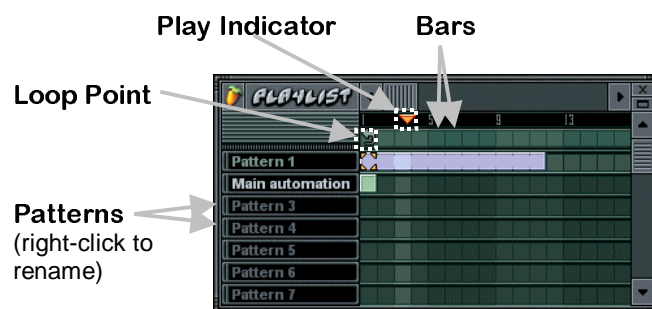 Play Indicator Bars
Loop Point
PLAYLIST
1 5 9 13
Pattern 1
Main automation
Patterns
(right-click to
rename)
Pattern 3
Pattern 4
Pattern 5
Pattern 6
Pattern 7